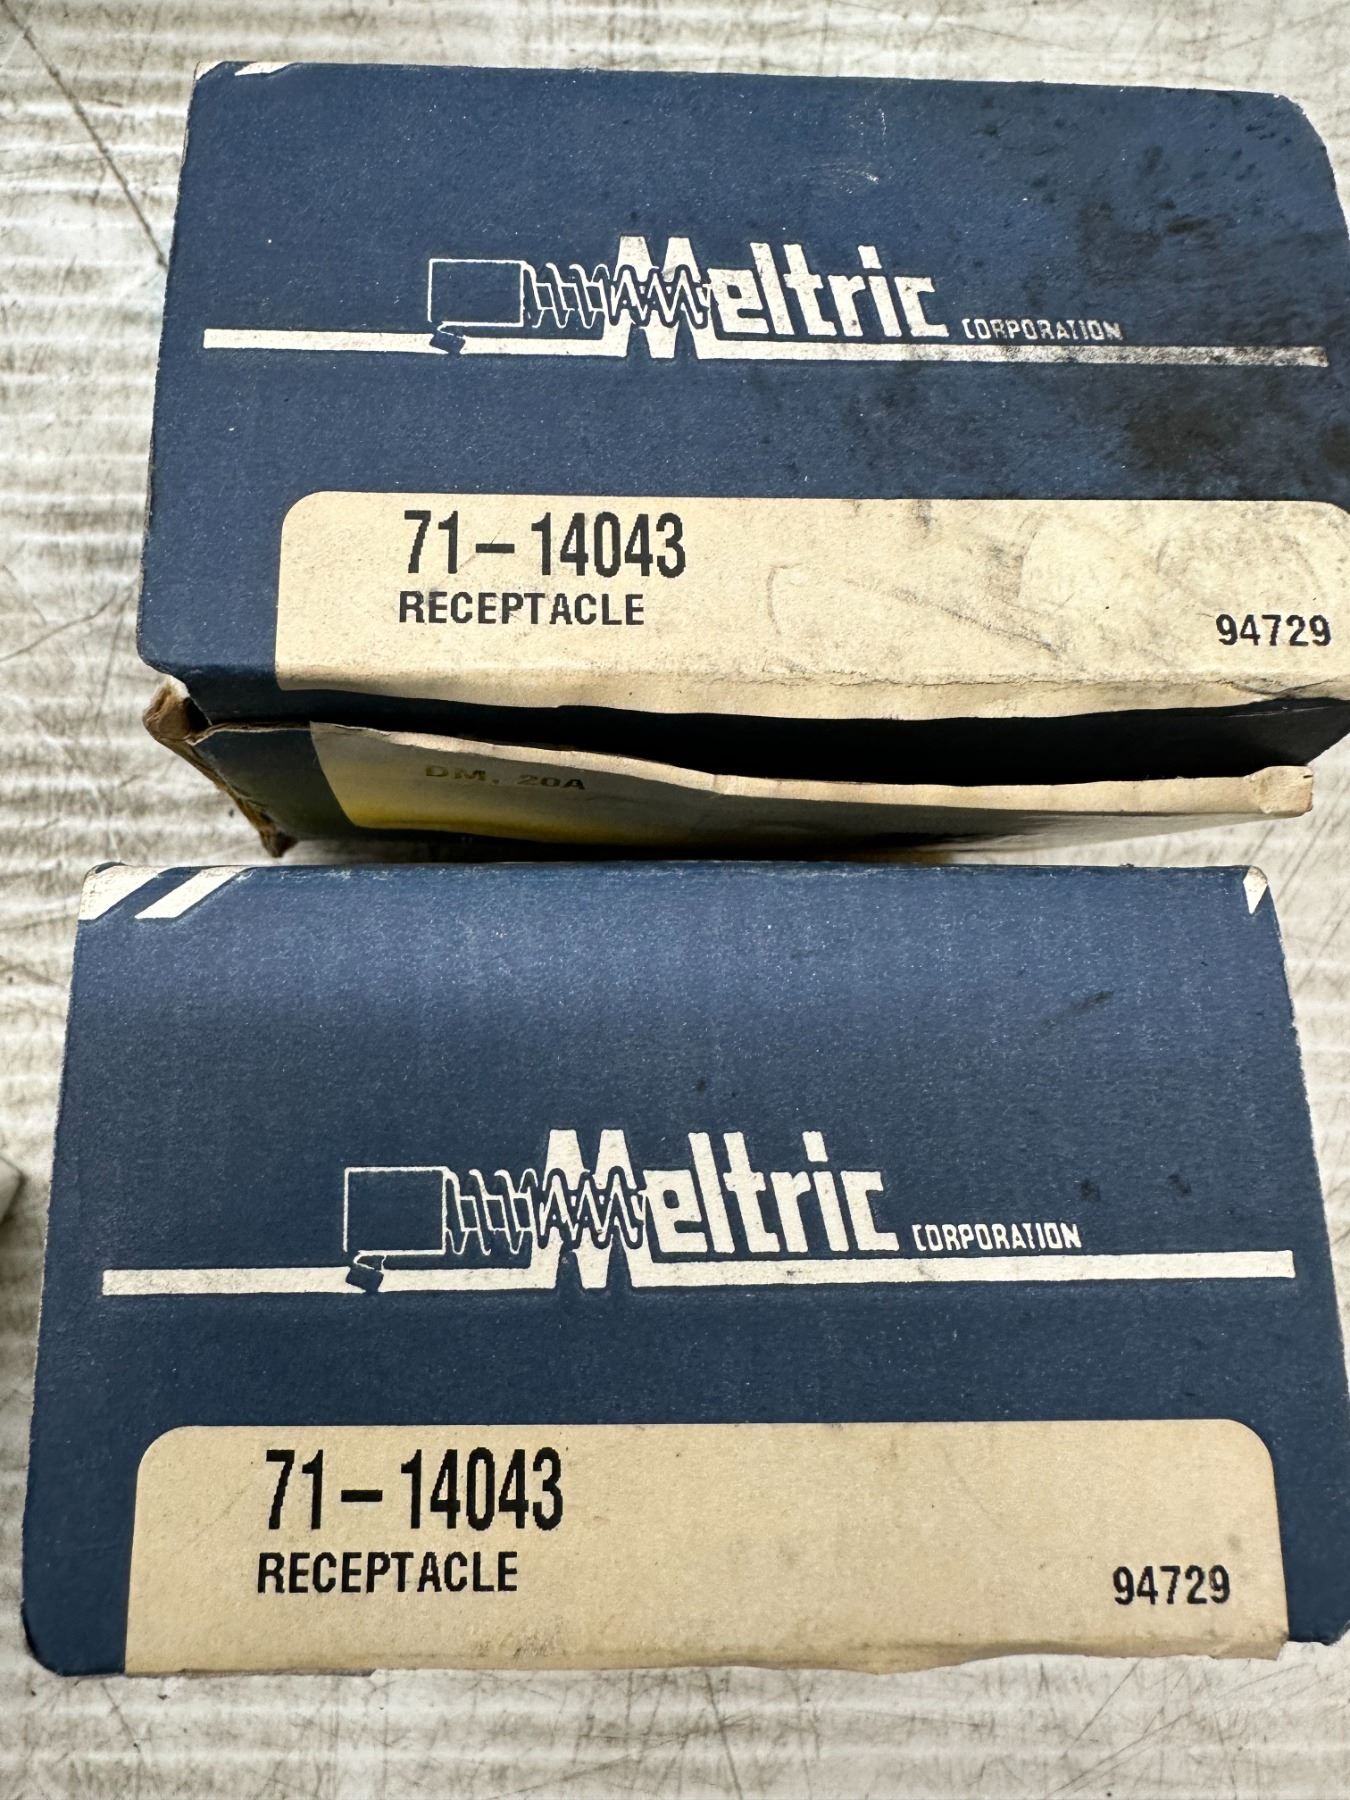 Meltric CORPORATION
71-14043
RECEPTACLE
94729
DM, 20A
Meltric CORPORATION
71-14043
RECEPTACLE
94729